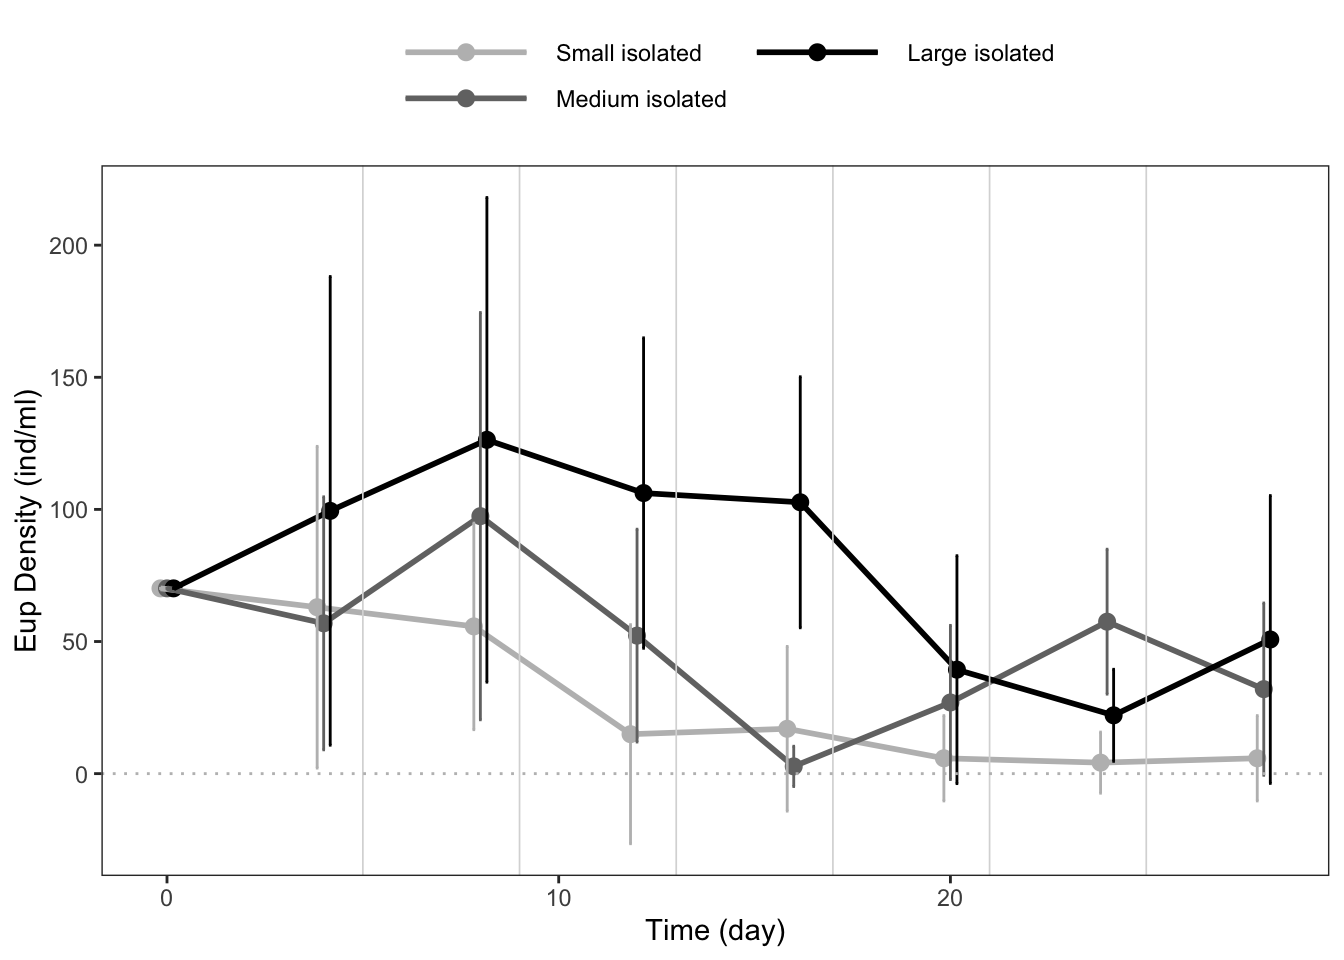 Small isolated
Large isolated
Medium isolated
200
150
100
50
0
Eup Density (ind/ml)
0
10
20
Time (day)